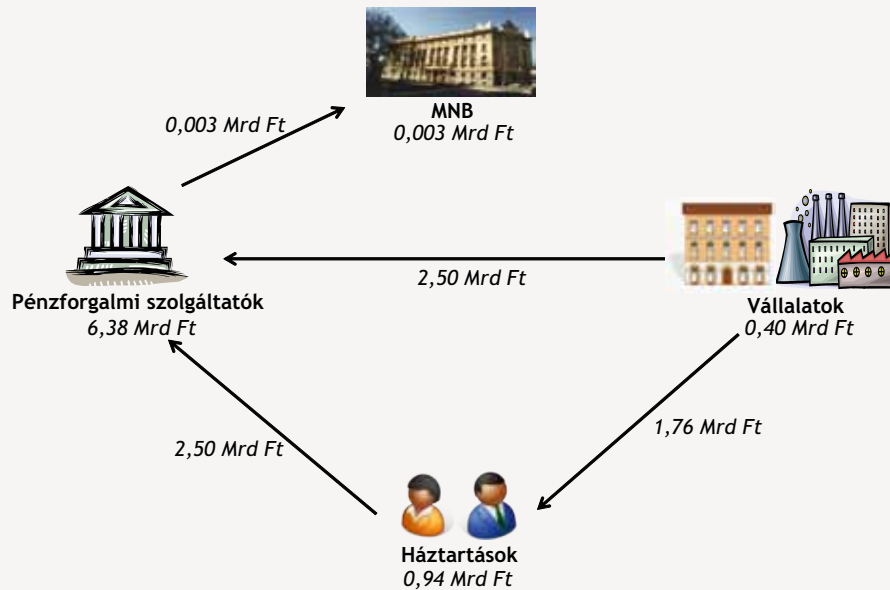 MNB
0,003 Mrd Ft
0,003 Mrd Ft
2,50 Mrd Ft
Pénzforgalmi szolgáltatók
6,38 Mrd Ft
Vállalatok
0,40 Mrd Ft
2,50 Mrd Ft
1,76 Mrd Ft
Háztartások
0,94 Mrd Ft